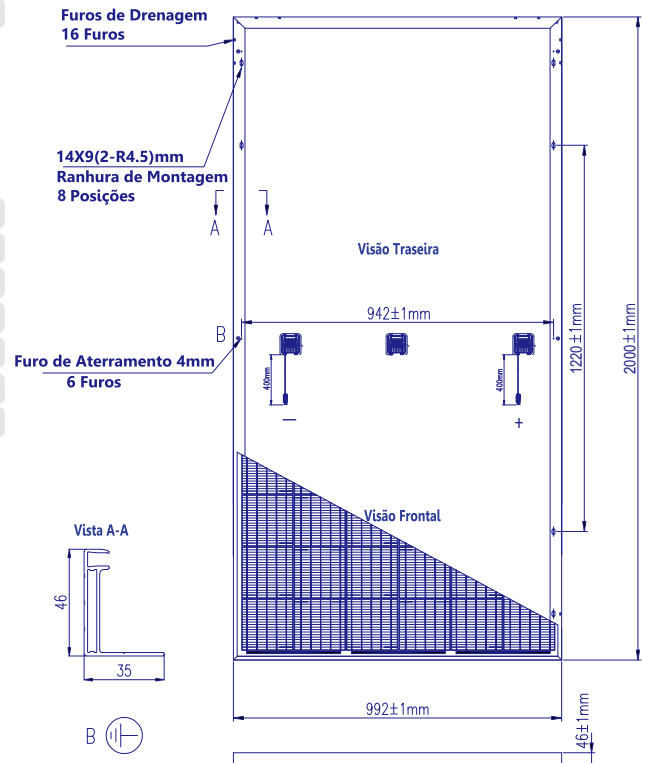 Furos de Drenagem
16 Furos
14X9(2-R4.5)mm
Ranhura de Montagem
8 Posições
A A
Visão Traseira
942±1mm
B
1220±1mm
2000±1mm
Furo de Aterramento 4mm
6 Furos
400mm
400mm
— +
Visão Frontal
Vista A-A
46
35
992±1mm
B
46±1mm